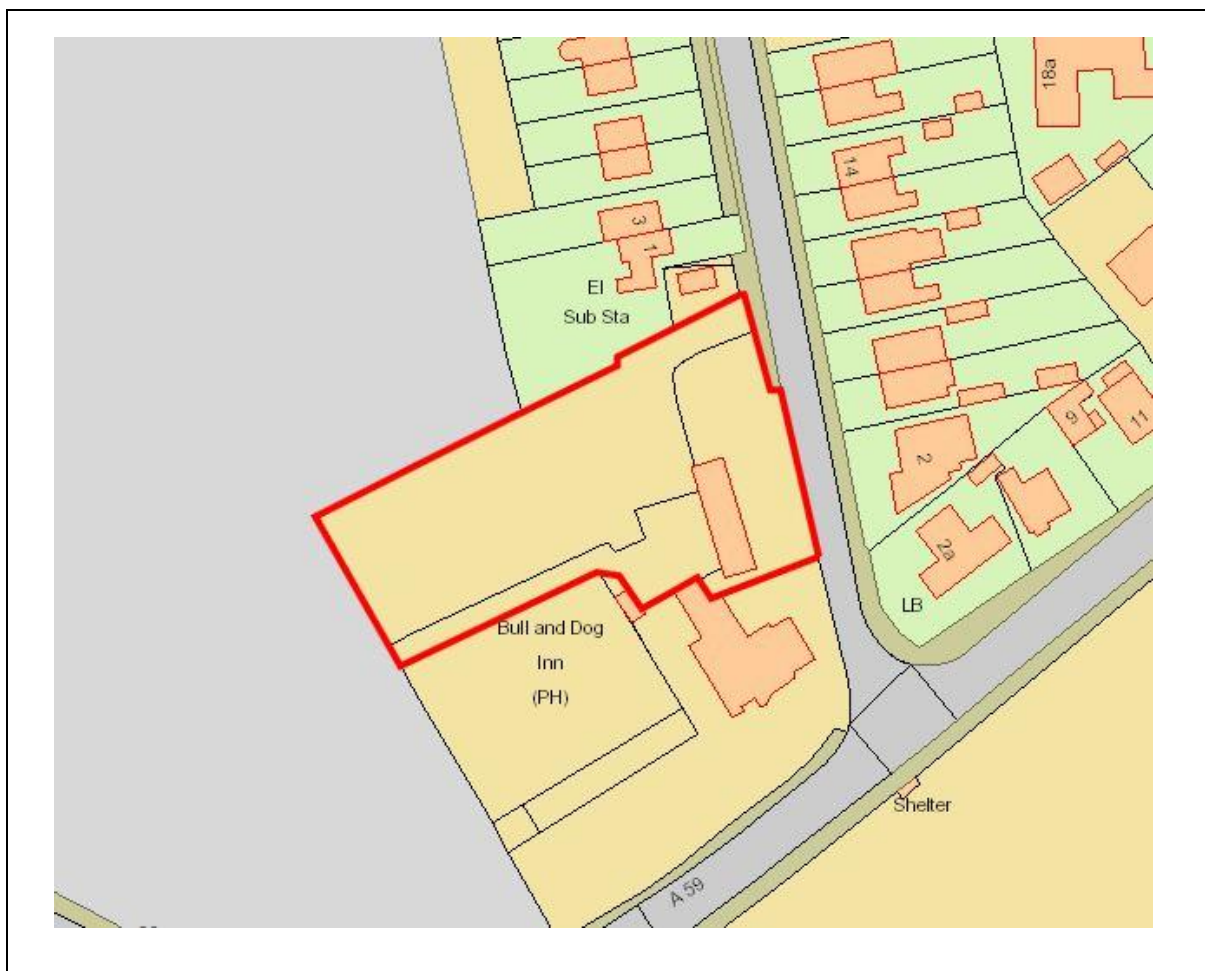 18a
14
3
1
El
Sub Sta
9
11
2
2a
LB
Bull and Dog
Inn
(PH)
Shelter
A 59